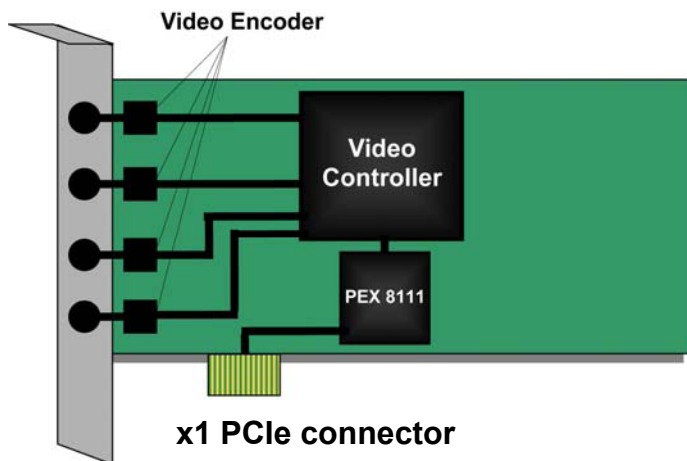 Video Encoder
Video
Controller
PEX 8111
x1 PCIe connector